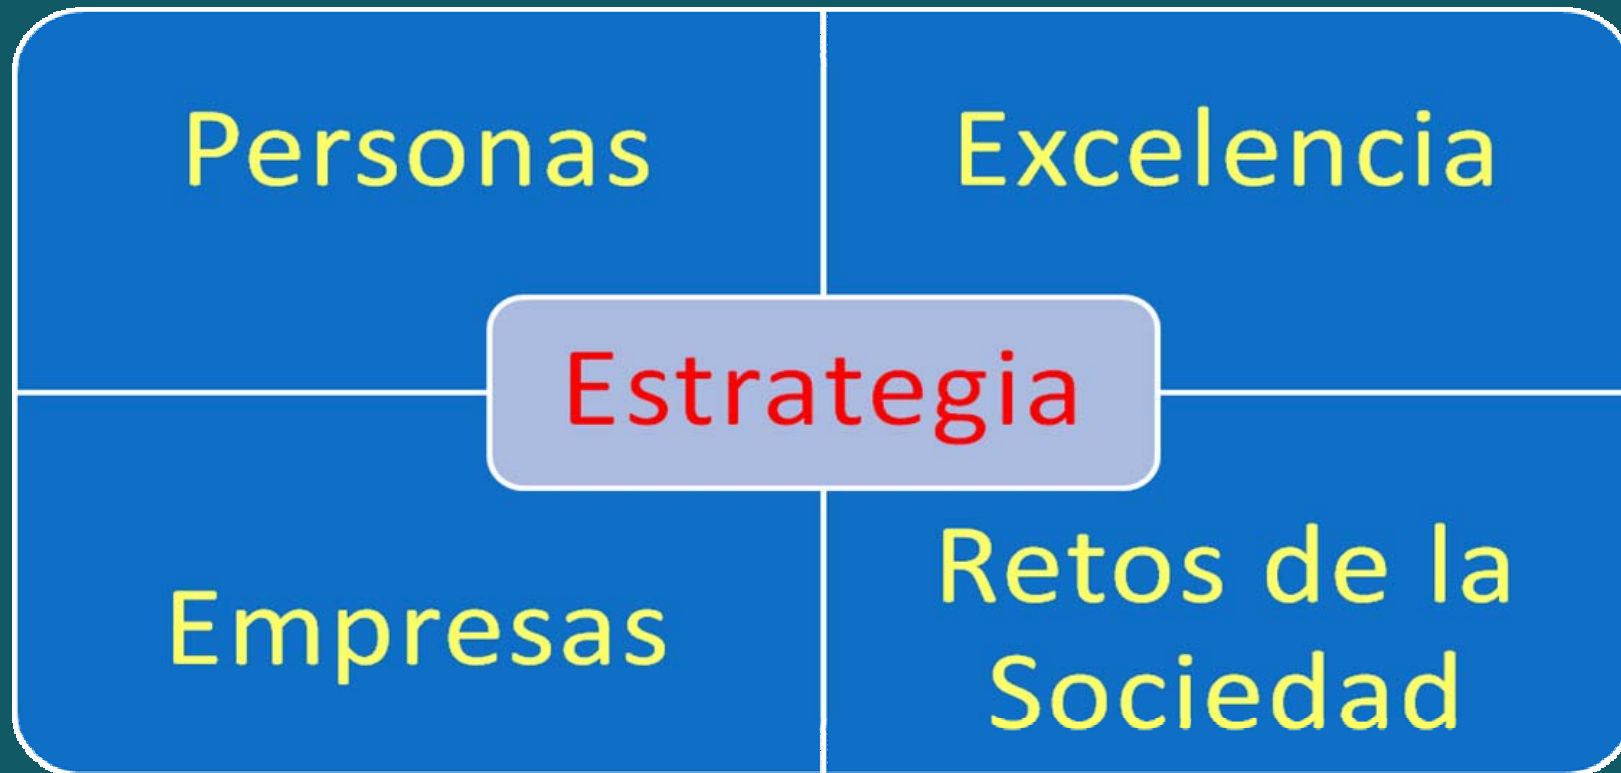 Personas
Excelencia
Estrategia
Empresas
Retos de la
Sociedad